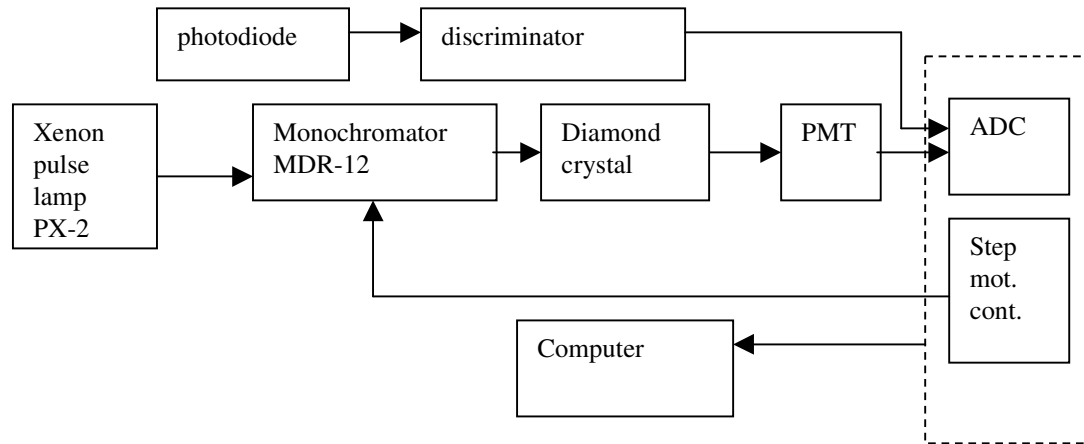 photodiode
discriminator
Xenon
pulse
lamp
PX-2
Monochromator
MDR-12
Diamond
crystal
PMT
ADC
Step
mot.
cont.
Computer